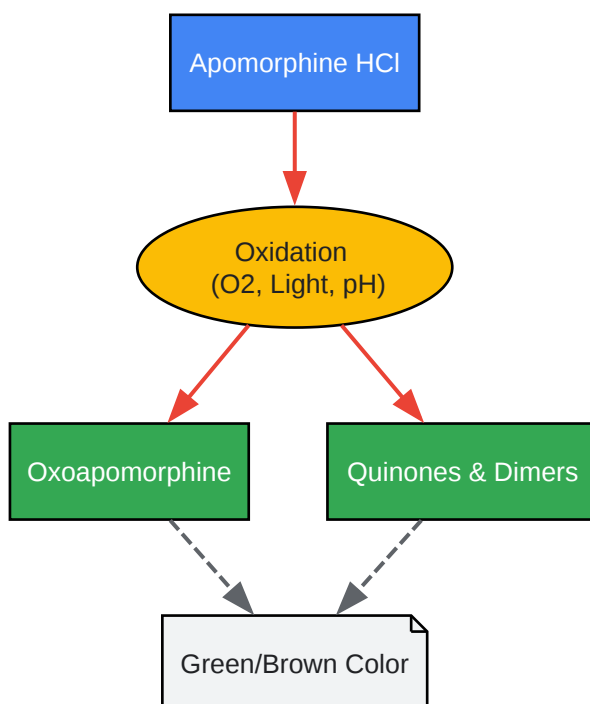 Apomorphine HCl
Oxidation
(O2, Light, pH)
Oxoapomorphine
Quinones & Dimers
Green/Brown Color